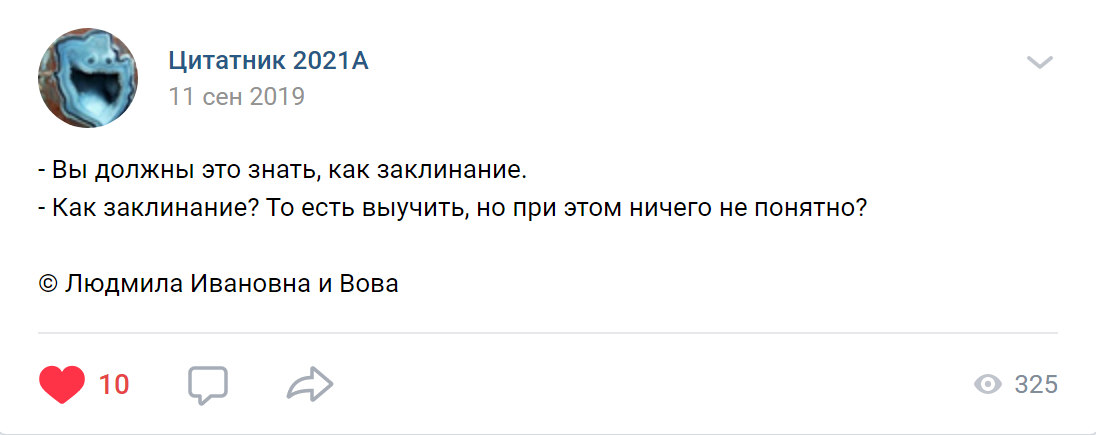 Цитатник 2021А
11 сен 2019
- Вы должны это знать, как заклинание.
- Как заклинание? То есть выучить, но при этом ничего не понятно?
© Людмила Ивановна и Вова
10
325